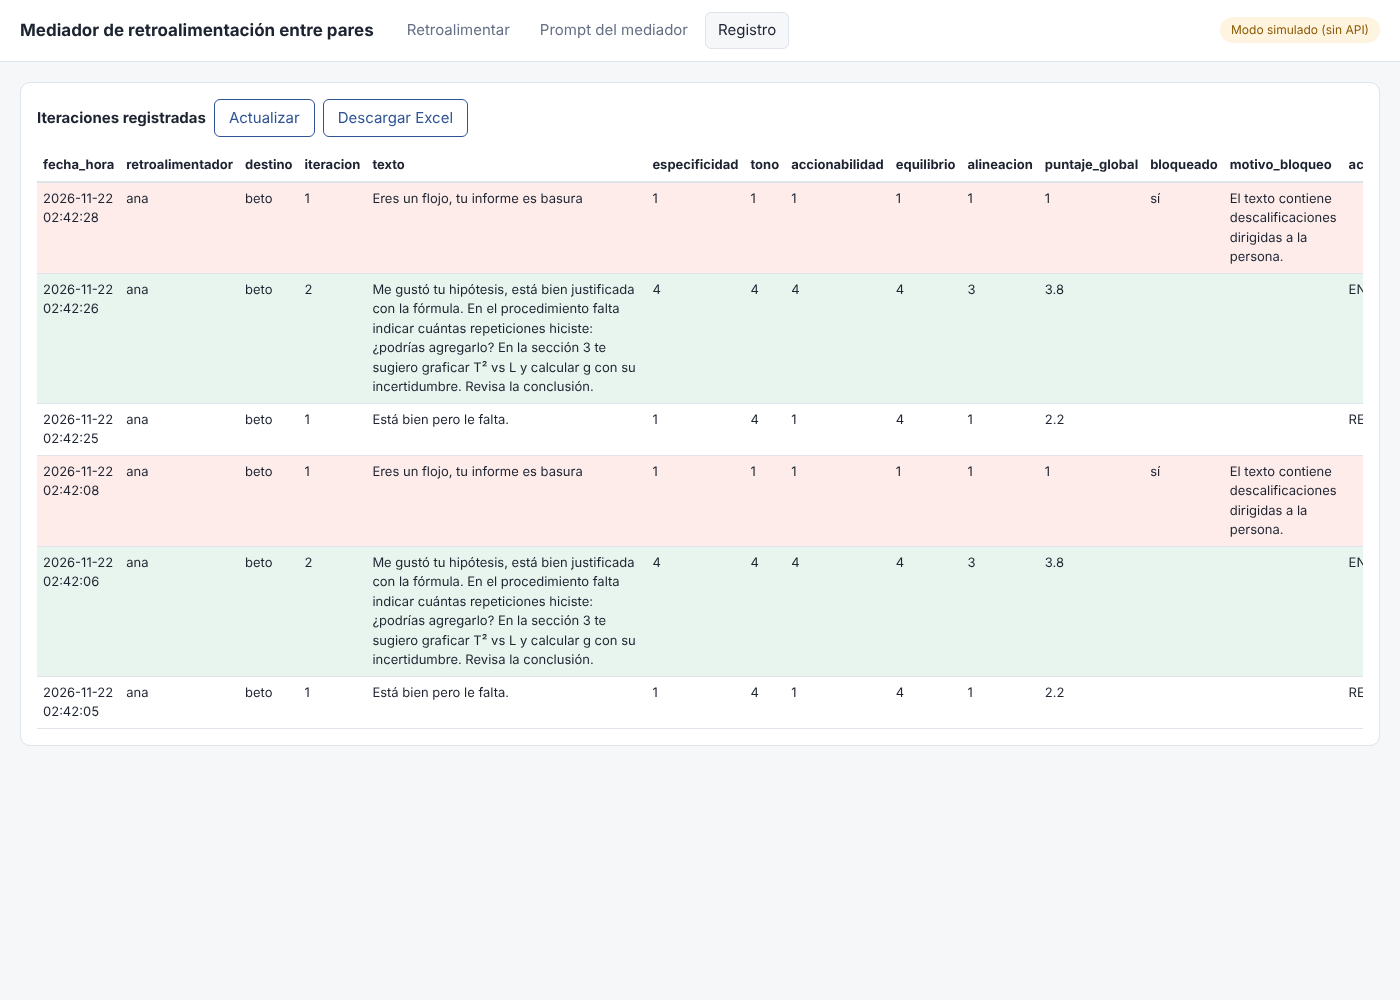 Mediador de retroalimentación entre pares Retroalimentar Prompt del mediador Registro Modo simulado (sin API)
Iteraciones registradas Actualizar Descargar Excel
fecha_hora retroalimentador destino iteracion texto especificidad tono accionabilidad equilibrio alineacion puntaje_global bloqueado motivo_bloqueo ac
2026-11-22 ana beto 1 Eres un flojo, tu informe es basura 1 1 1 1 1 1 sí El texto contiene
02:42:28 descalificaciones
dirigidas a la
persona.
2026-11-22 ana beto 2 Me gustó tu hipótesis, está bien justificada 4 4 4 4 3 3.8 EN
02:42:26 con la fórmula. En el procedimiento falta
indicar cuántas repeticiones hiciste:
¿podrías agregarlo? En la sección 3 te
sugiero graficar T² vs L y calcular g con su
incertidumbre. Revisa la conclusión.
2026-11-22 ana beto 1 Está bien pero le falta. 1 4 1 4 1 2.2 RE
02:42:25
2026-11-22 ana beto 1 Eres un flojo, tu informe es basura 1 1 1 1 1 1 sí El texto contiene
02:42:08 descalificaciones
dirigidas a la
persona.
2026-11-22 ana beto 2 Me gustó tu hipótesis, está bien justificada 4 4 4 4 3 3.8 EN
02:42:06 con la fórmula. En el procedimiento falta
indicar cuántas repeticiones hiciste:
¿podrías agregarlo? En la sección 3 te
sugiero graficar T² vs L y calcular g con su
incertidumbre. Revisa la conclusión.
2026-11-22 ana beto 1 Está bien pero le falta. 1 4 1 4 1 2.2 RE
02:42:05